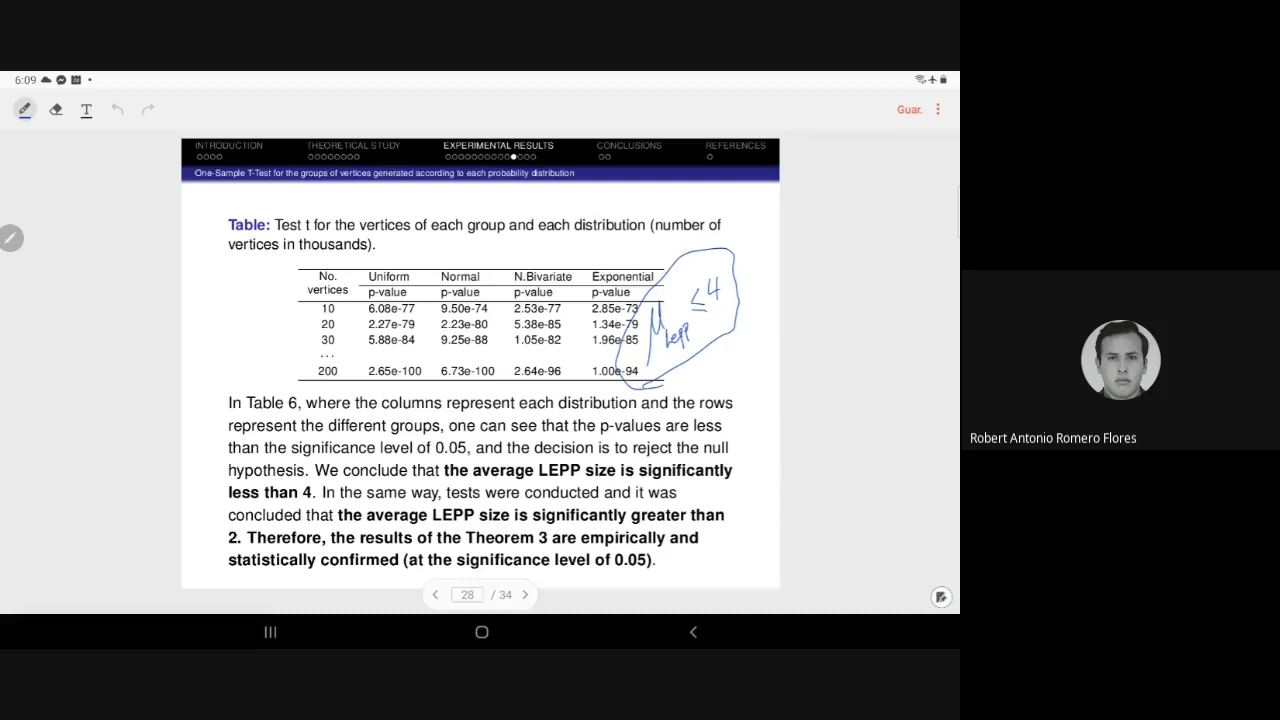 6:09
Guar.
INTRODUCTION THEORETICAL STUDY EXPERIMENTAL RESULTS CONCLUSIONS REFERENCES
One-Sample T-Test for the groups of vertices generated according to each probability distribution
Table: Test t for the vertices of each group and each distribution (number of
vertices in thousands).
No. Uniform Normal N.Bivariate Exponential
vertices p-value p-value p-value p-value
10 6.08e-77 9.50e-74 2.53e-77 2.85e-73
20 2.27e-79 2.23e-80 5.38e-85 1.34e-79
30 5.88e-84 9.25e-88 1.05e-82 1.96e-85
...
200 2.65e-100 6.73e-100 2.64e-96 1.00e-94
μ Lepp ≤ 4
In Table 6, where the columns represent each distribution and the rows
represent the different groups, one can see that the p-values are less
than the significance level of 0.05, and the decision is to reject the null
hypothesis. We conclude that the average LEPP size is significantly
less than 4. In the same way, tests were conducted and it was
concluded that the average LEPP size is significantly greater than
2. Therefore, the results of the Theorem 3 are empirically and
statistically confirmed (at the significance level of 0.05).
28 / 34
Robert Antonio Romero Flores